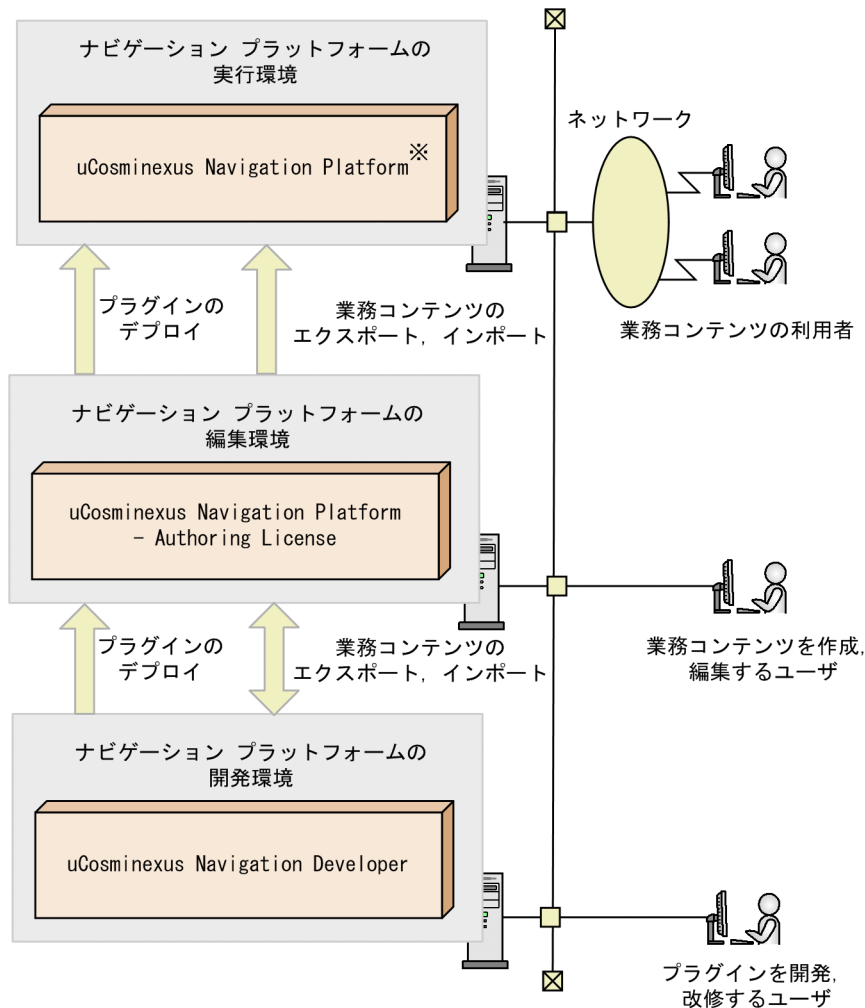 ナビゲーション プラットフォームの
実行環境
uCosminexus Navigation Platform※
ネットワーク
プラグインの
デプロイ
業務コンテンツの
エクスポート，インポート
業務コンテンツの利用者
ナビゲーション プラットフォームの
編集環境
uCosminexus Navigation Platform
- Authoring License
プラグインの
デプロイ
業務コンテンツの
エクスポート，インポート
業務コンテンツを作成，
編集するユーザ
ナビゲーション プラットフォームの
開発環境
uCosminexus Navigation Developer
プラグインを開発，
改修するユーザ